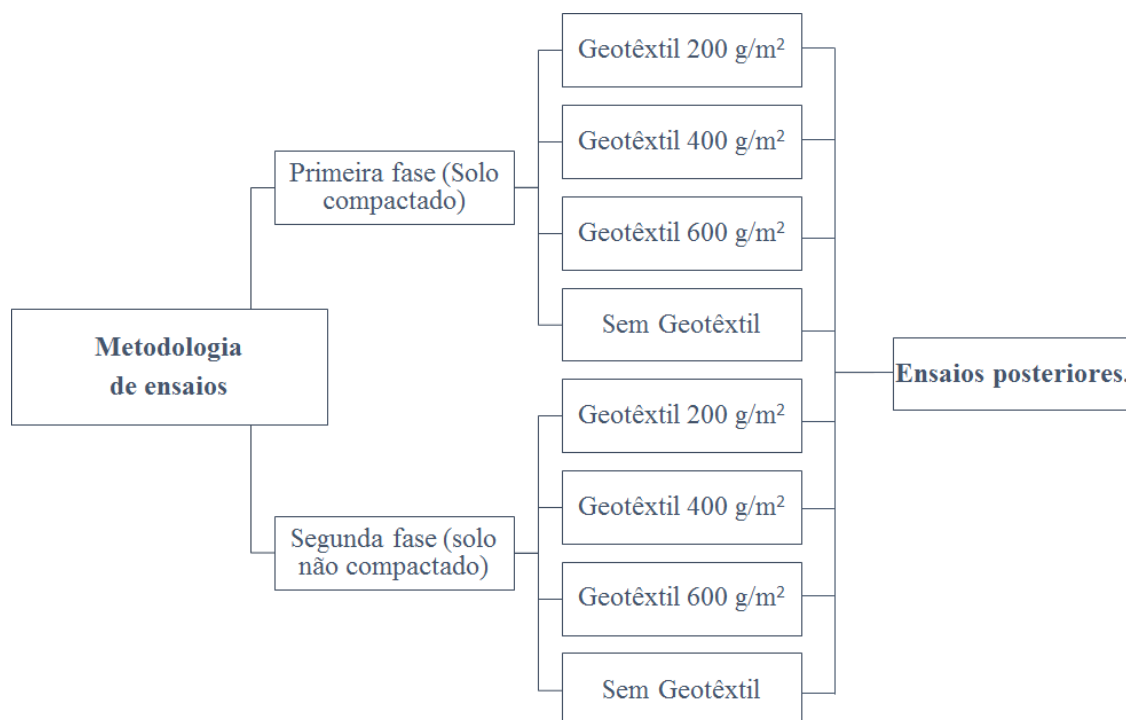 Metodologia
de ensaios
Primeira fase (Solo
compactado)
Geotêxtil 200 g/m²
Geotêxtil 400 g/m²
Geotêxtil 600 g/m²
Sem Geotêxtil
Segunda fase (solo
não compactado)
Geotêxtil 200 g/m²
Geotêxtil 400 g/m²
Geotêxtil 600 g/m²
Sem Geotêxtil
Ensaios posteriores.